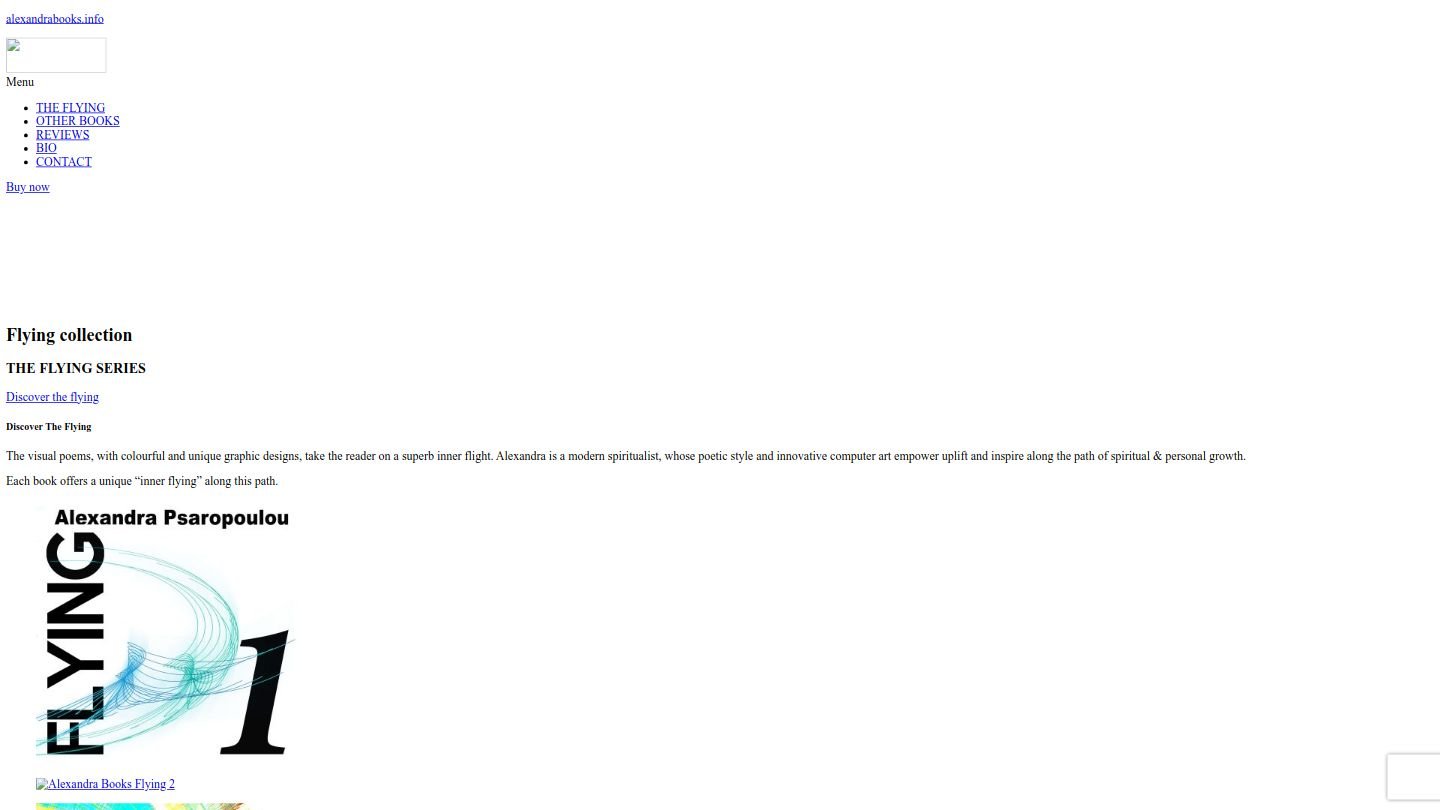 alexandrabooks.info
Menu
THE FLYING
OTHER BOOKS
REVIEWS
BIO
CONTACT
Buy now
Flying collection
THE FLYING SERIES
Discover the flying
Discover The Flying
The visual poems, with colourful and unique graphic designs, take the reader on a superb inner flight. Alexandra is a modern spiritualist, whose poetic style and innovative computer art empower uplift and inspire along the path of spiritual & personal growth.
Each book offers a unique “inner flying” along this path.
Alexandra Psaropoulou
FLYING
1
Alexandra Books Flying 2